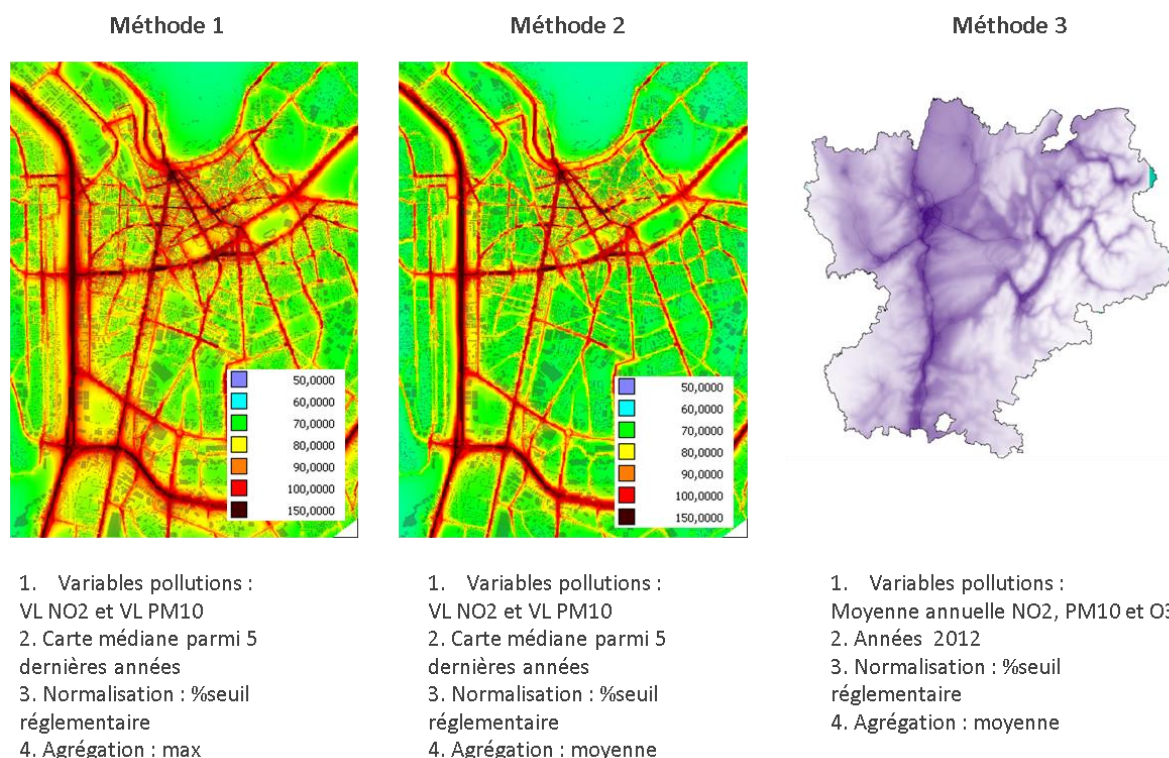 Méthode 1
Méthode 2
Méthode 3
50,0000
60,0000
70,0000
80,0000
90,0000
100,0000
150,0000
50,0000
60,0000
70,0000
80,0000
90,0000
100,0000
150,0000
1. Variables pollutions :
VL NO2 et VL PM10
2. Carte médiane parmi 5
dernières années
3. Normalisation : %seuil
réglementaire
4. Agrégation : max
1. Variables pollutions :
VL NO2 et VL PM10
2. Carte médiane parmi 5
dernières années
3. Normalisation : %seuil
réglementaire
4. Agrégation : moyenne
1. Variables pollutions :
Moyenne annuelle NO2, PM10 et O3
2. Années 2012
3. Normalisation : %seuil
réglementaire
4. Agrégation : moyenne